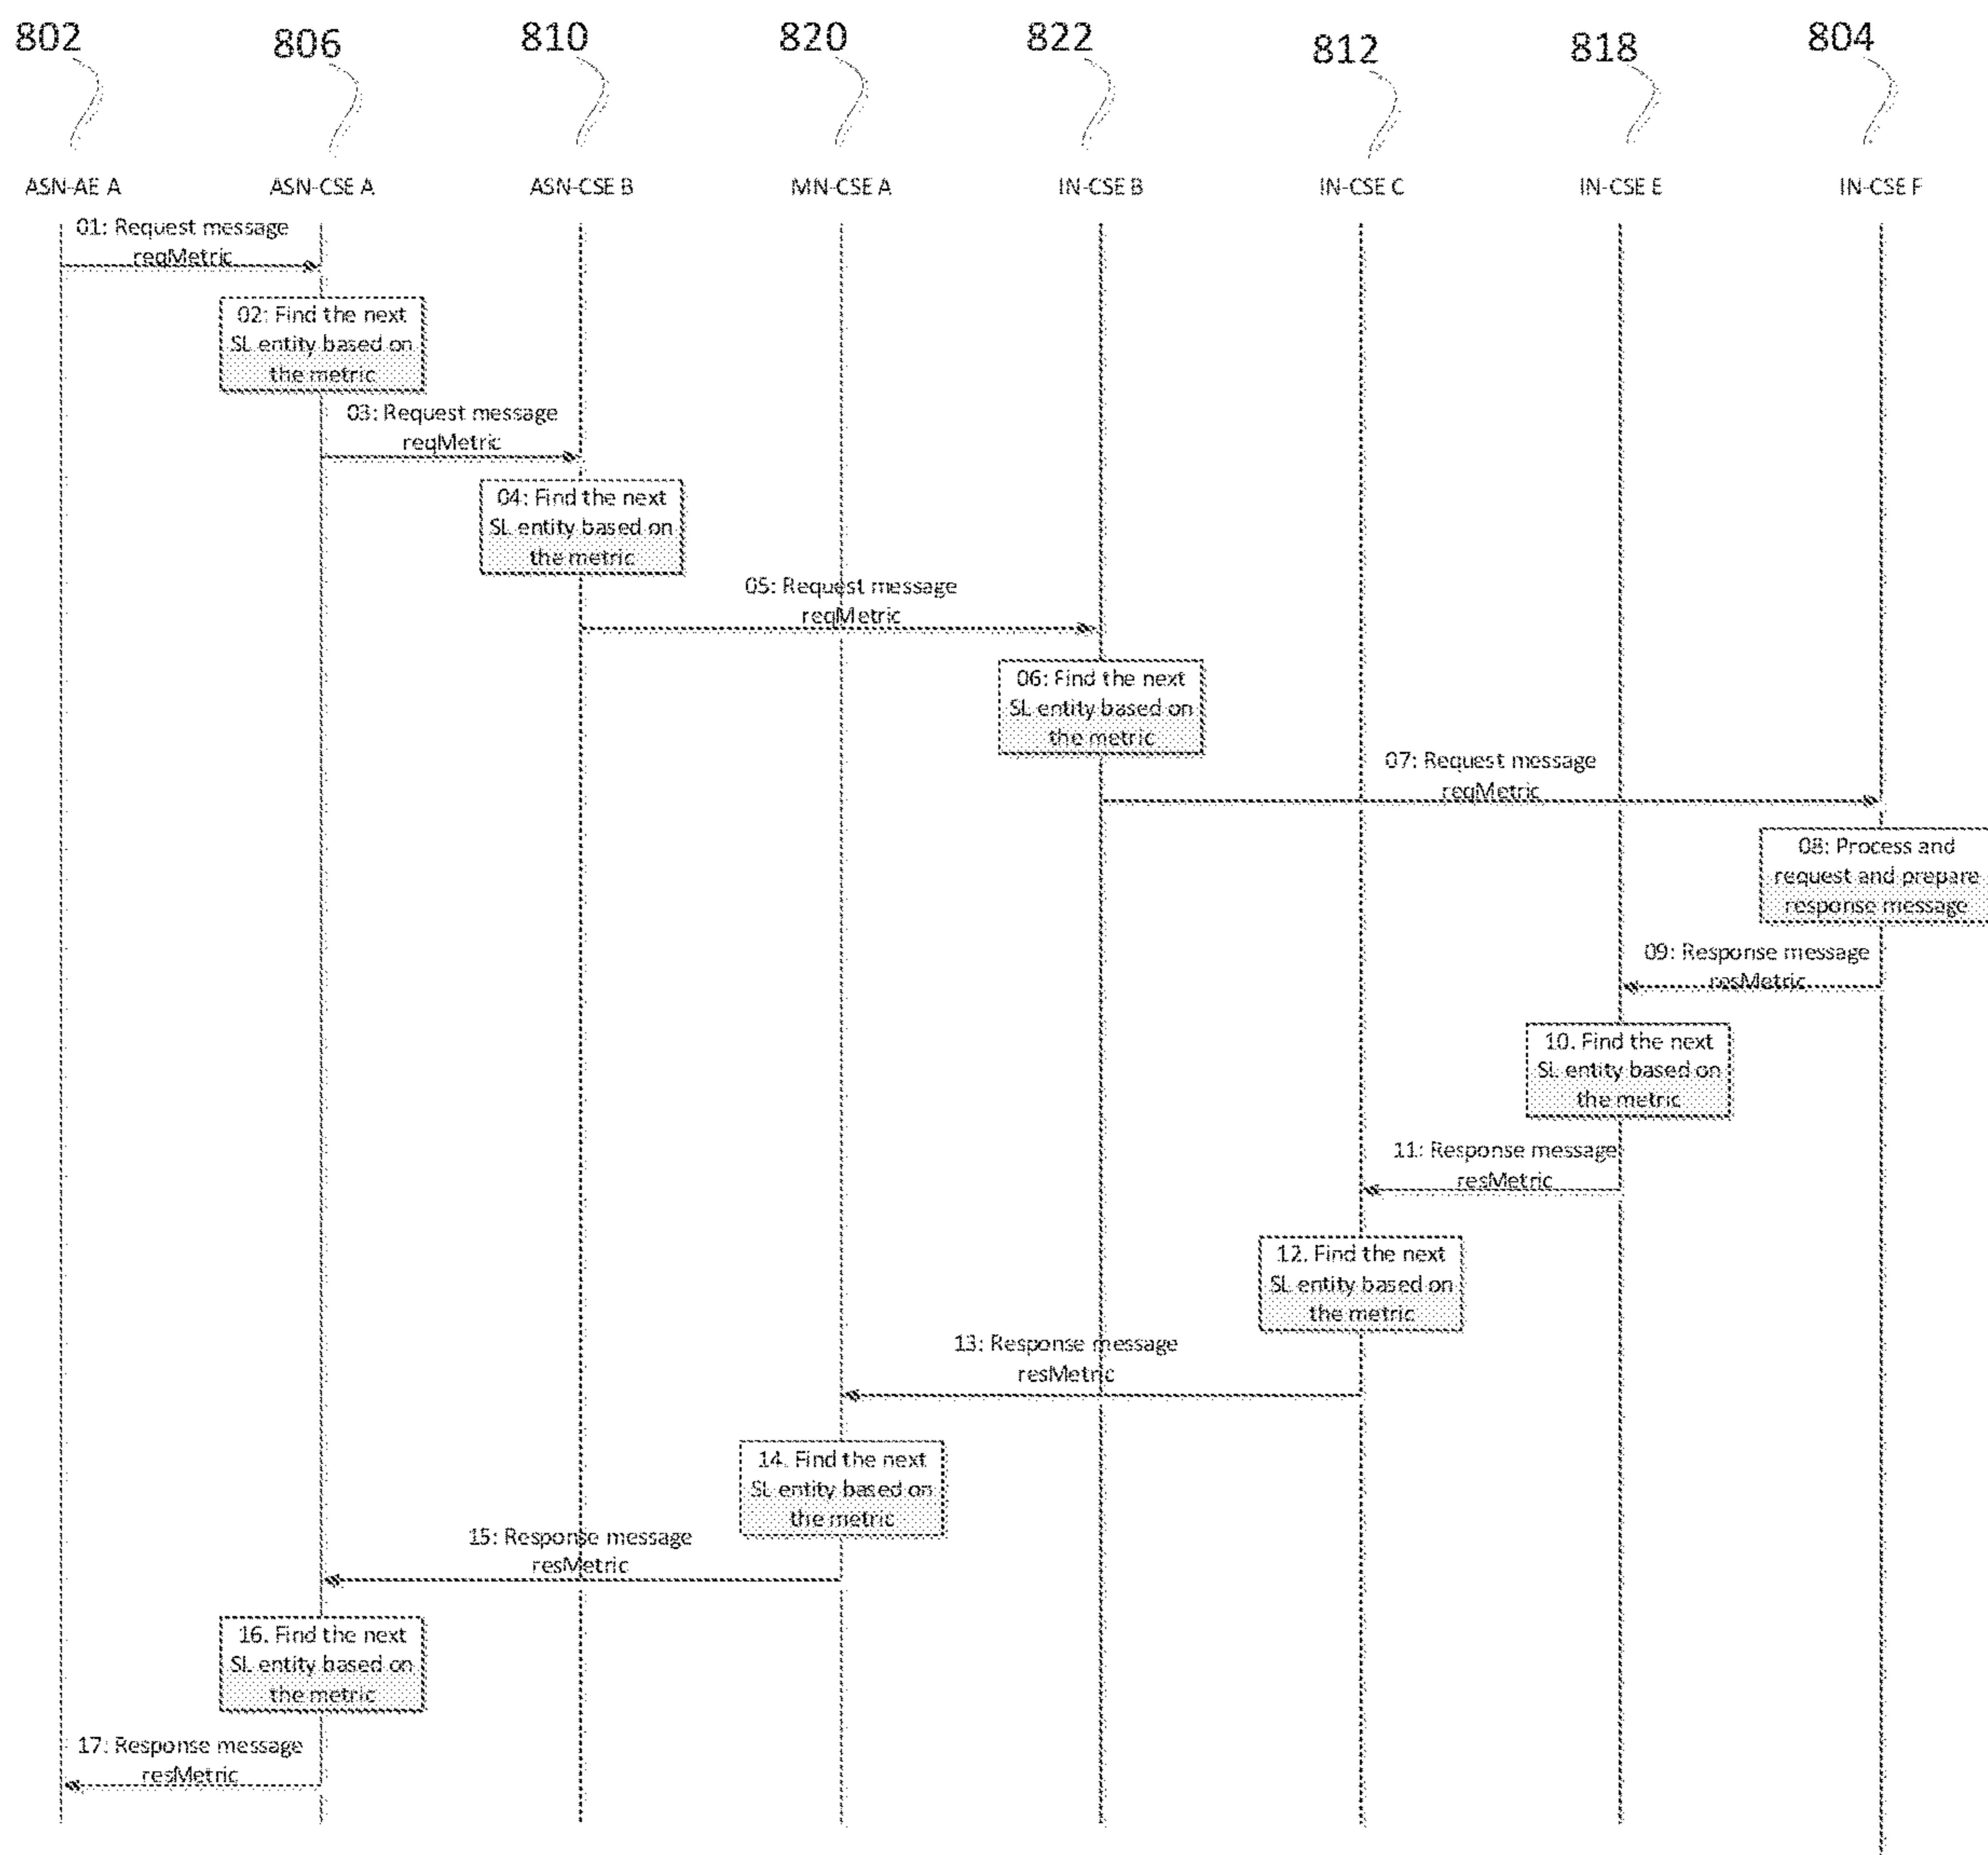 802
806
810
820
822
812
818
804
ASN-AE A
ASN-CSE A
ASN-CSE B
MN-CSE A
IN-CSE B
IN-CSE C
IN-CSE E
IN-CSE F
01: Request message
reqMetric
02: Find the next
SL entity based on
the metric
03: Request message
reqMetric
04: Find the next
SL entity based on
the metric
05: Request message
reqMetric
06: Find the next
SL entity based on
the metric
07: Request message
reqMetric
08: Process and
request and prepare
response message
09: Response message
resMetric
10. Find the next
SL entity based on
the metric
11: Response message
resMetric
12. Find the next
SL entity based on
the metric
13: Response message
resMetric
14. Find the next
SL entity based on
the metric
15: Response message
resMetric
16. Find the next
SL entity based on
the metric
17: Response message
resMetric